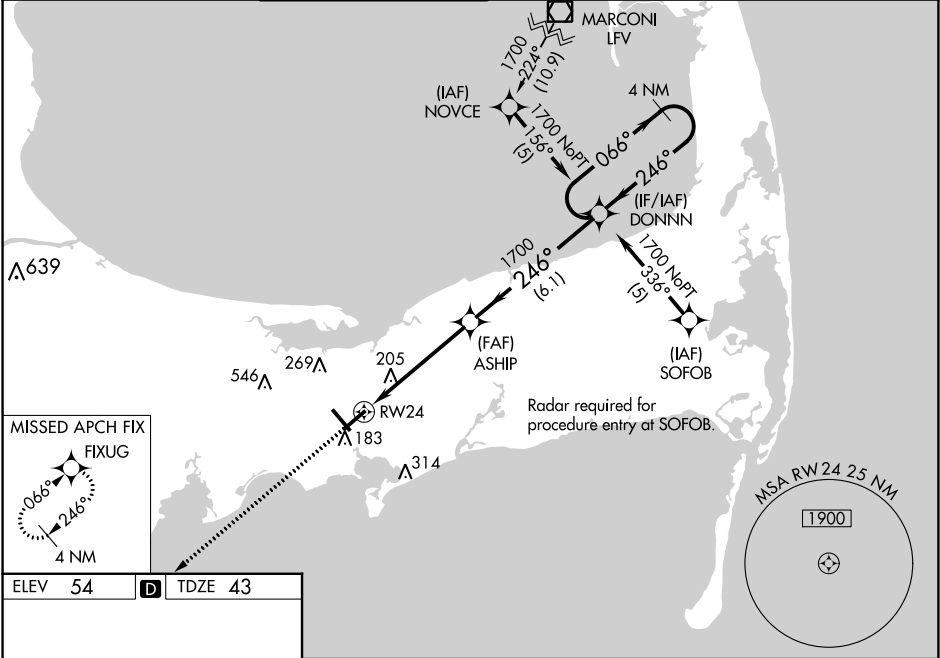 MARCONI
LFV
1700
224°
(10.9)
(IAF)
NOVCE
4 NM
1700 NoPT
156°
(5)
066°
246°
(IF/IAF)
DONNN
1700
246°
(6.1)
1700 NoPT
336°
(5)
639
(FAF)
ASHIP
(IAF)
SOFOB
205
269
546
RW24
183
314
Radar required for
procedure entry at SOFOB.
MISSED APCH FIX
FIXUG
066°
246°
4 NM
MSA RW24 25 NM
1900
ELEV 54 D TDZE 43